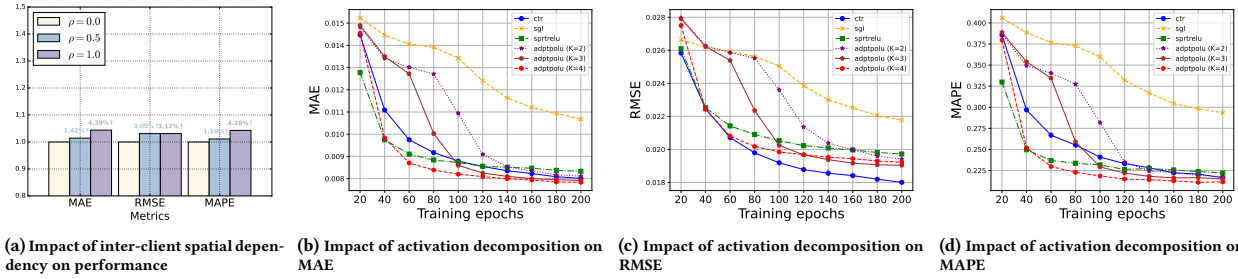 1.5
1.4
1.3
1.2
1.1
1.0
0.9
0.8
ρ = 0.0
ρ = 0.5
ρ = 1.0
1.42%↑
4.39%↑
3.09%↑
3.12%↑
1.10%↑
4.28%↑
MAE RMSE MAPE
Metrics
(a) Impact of inter-client spatial depen-
dency on performance
MAE
0.015
0.014
0.013
0.012
0.011
0.010
0.009
0.008
ctr
sgl
sprtrelu
adptpolu (K=2)
adptpolu (K=3)
adptpolu (K=4)
20 40 60 80 100 120 140 160 180 200
Training epochs
(b) Impact of activation decomposition on
MAE
RMSE
0.028
0.026
0.024
0.022
0.020
0.018
ctr
sgl
sprtrelu
adptpolu (K=2)
adptpolu (K=3)
adptpolu (K=4)
20 40 60 80 100 120 140 160 180 200
Training epochs
(c) Impact of activation decomposition on
RMSE
MAPE
0.400
0.375
0.350
0.325
0.300
0.275
0.250
0.225
ctr
sgl
sprtrelu
adptpolu (K=2)
adptpolu (K=3)
adptpolu (K=4)
20 40 60 80 100 120 140 160 180 200
Training epochs
(d) Impact of activation decomposition on
MAPE